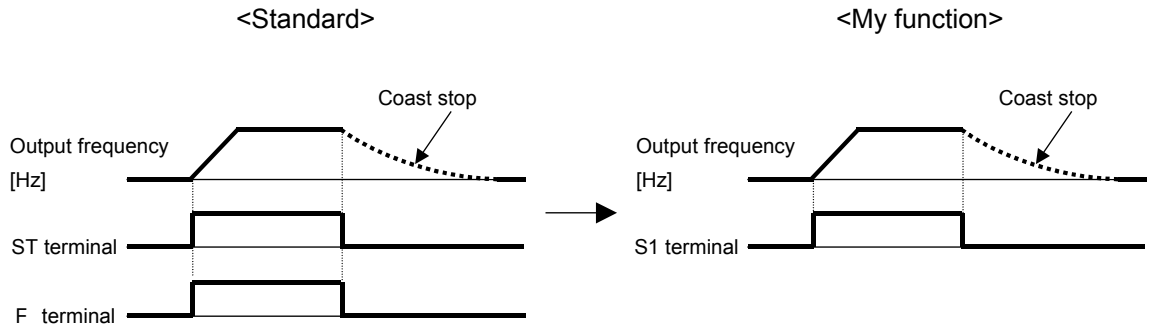 <Standard>
<My function>
Coast stop
Output frequency
[Hz]
ST terminal
F terminal
Coast stop
Output frequency
[Hz]
S1 terminal